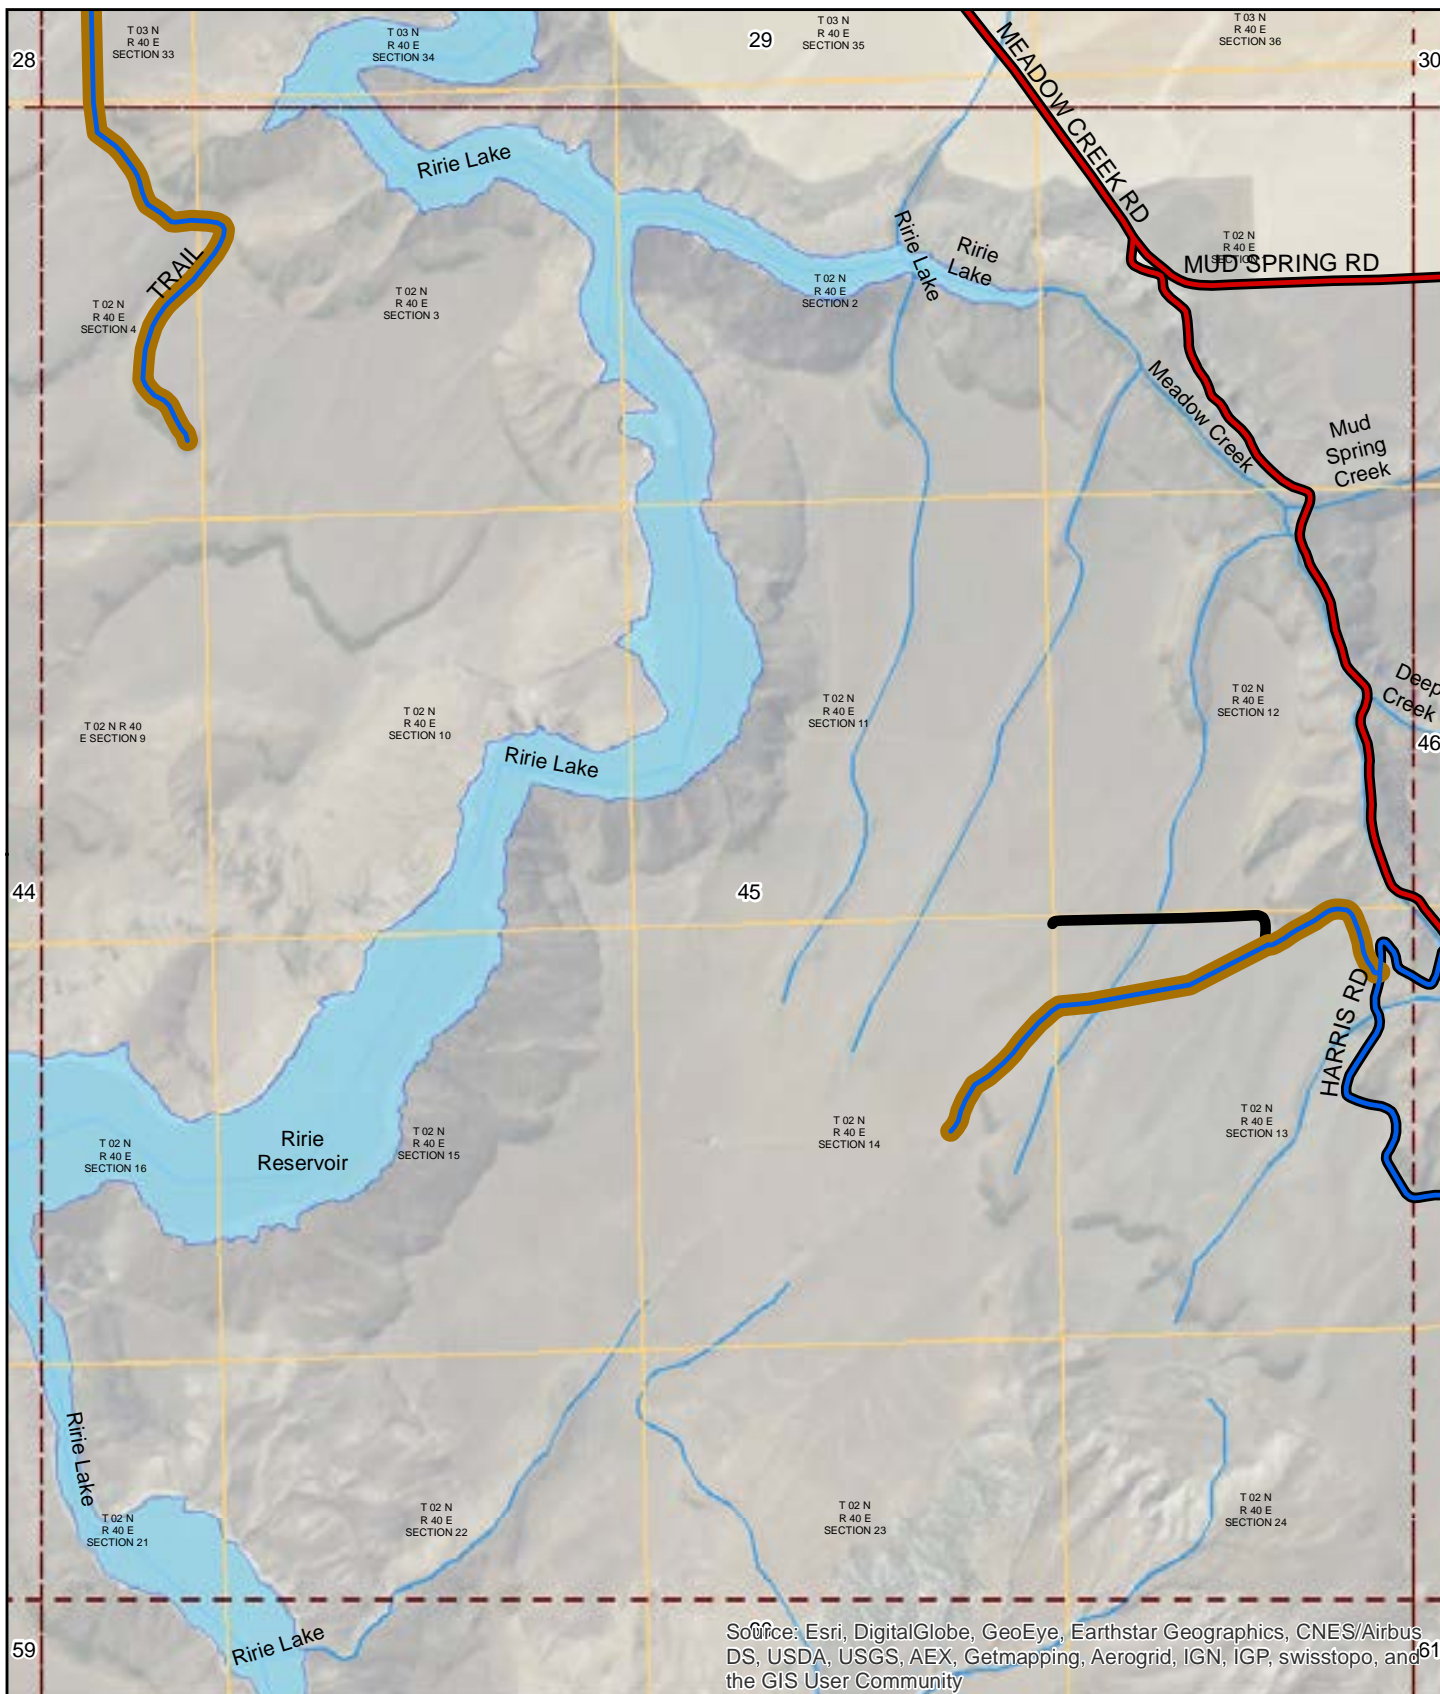 28
T 03 N
R 40 E
SECTION 33
T 03 N
R 40 E
SECTION 34
29
T 03 N
R 40 E
SECTION 35
T 03 N
R 40 E
SECTION 36
30
MEADOW CREEK RD
Ririe Lake
Ririe Lake
Ririe
Lake
T 02 N
R 40 E
SECTION
MUD SPRING RD
TRAIL
T 02 N
R 40 E
SECTION 4
T 02 N
R 40 E
SECTION 3
T 02 N
R 40 E
SECTION 2
Meadow Creek
Mud
Spring
Creek
Deep
Creek
T 02 N R 40
E SECTION 9
T 02 N
R 40 E
SECTION 10
Ririe Lake
T 02 N
R 40 E
SECTION 11
T 02 N
R 40 E
SECTION 12
46
44
45
HARRIS RD
T 02 N
R 40 E
SECTION 16
Ririe
Reservoir
T 02 N
R 40 E
SECTION 15
T 02 N
R 40 E
SECTION 14
T 02 N
R 40 E
SECTION 13
Ririe Lake
T 02 N
R 40 E
SECTION 21
T 02 N
R 40 E
SECTION 22
T 02 N
R 40 E
SECTION 23
T 02 N
R 40 E
SECTION 24
59
Ririe Lake
61
Source: Esri, DigitalGlobe, GeoEye, Earthstar Geographics, CNES/Airbus
DS, USDA, USGS, AEX, Getmapping, Aerogrid, IGN, IGP, swisstopo, and
the GIS User Community